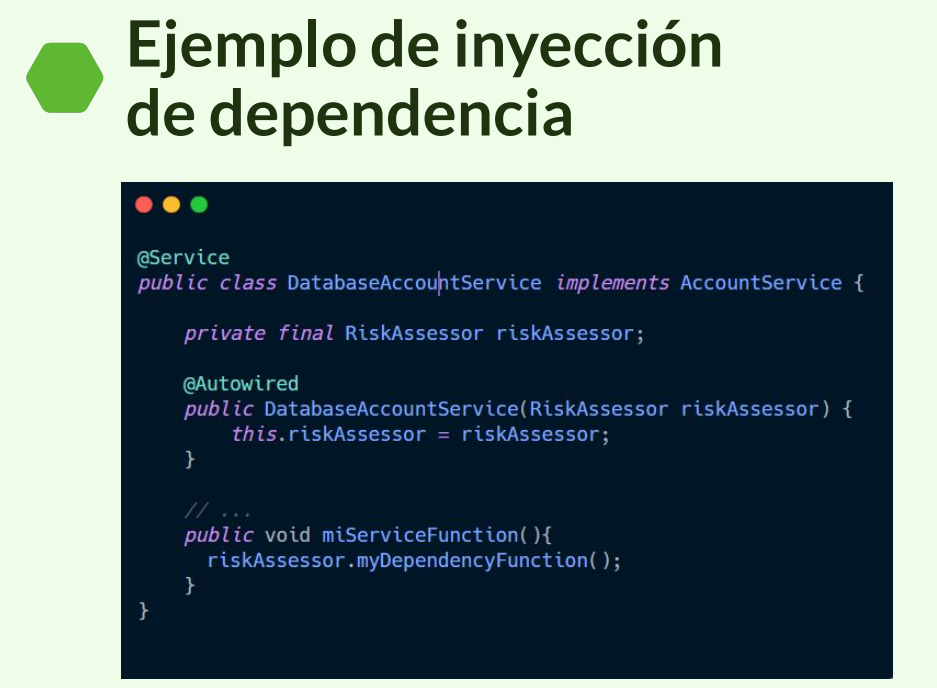 Ejemplo de inyección
de dependencia
@Service
public class DatabaseAccountService implements AccountService {
private final RiskAssessor riskAssessor;
@Autowired
public DatabaseAccountService(RiskAssessor riskAssessor) {
this.riskAssessor = riskAssessor;
}
// ...
public void miServiceFunction(){
riskAssessor.myDependencyFunction();
}
}